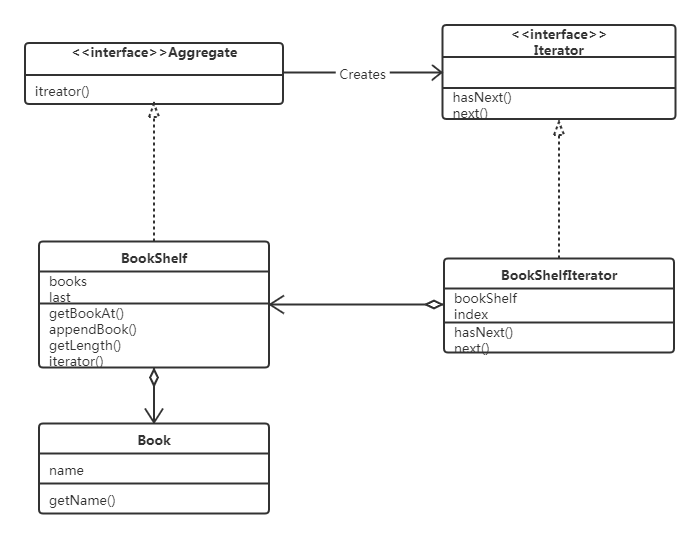 <<interface>>Aggregate
itreator()
Creates
<<interface>>
Iterator
hasNext()
next()
BookShelf
books
last
getBookAt()
appendBook()
getLength()
iterator()
BookShelfIterator
bookShelf
index
hasNext()
next()
Book
name
getName()